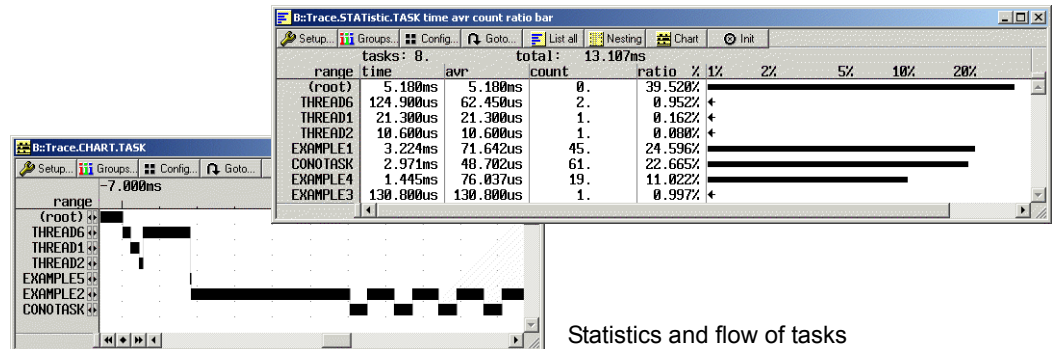 B::Trace.STATistic.TASK time avr count ratio bar
Setup... Groups... Config... Goto... List all Nesting Chart Init
tasks: 8. total: 13.107ms
range time avr count ratio % 1% 2% 5% 10% 20%
(root) 5.180ms 5.180ms 0. 39.520%
THREAD6 124.900us 62.450us 2. 0.952%
THREAD1 21.300us 21.300us 1. 0.162%
THREAD2 10.600us 10.600us 1. 0.080%
EXAMPLE1 3.224ms 71.642us 45. 24.596%
CONOTASK 2.971ms 48.702us 61. 22.665%
EXAMPLE4 1.445ms 76.037us 19. 11.022%
EXAMPLE3 130.800us 130.800us 1. 0.997%
B::Trace.CHART.TASK
Setup... Groups... Config... Goto...
-7.000ms
range
(root)
THREAD6
THREAD1
THREAD2
EXAMPLE5
EXAMPLE2
CONOTASK
Statistics and flow of tasks